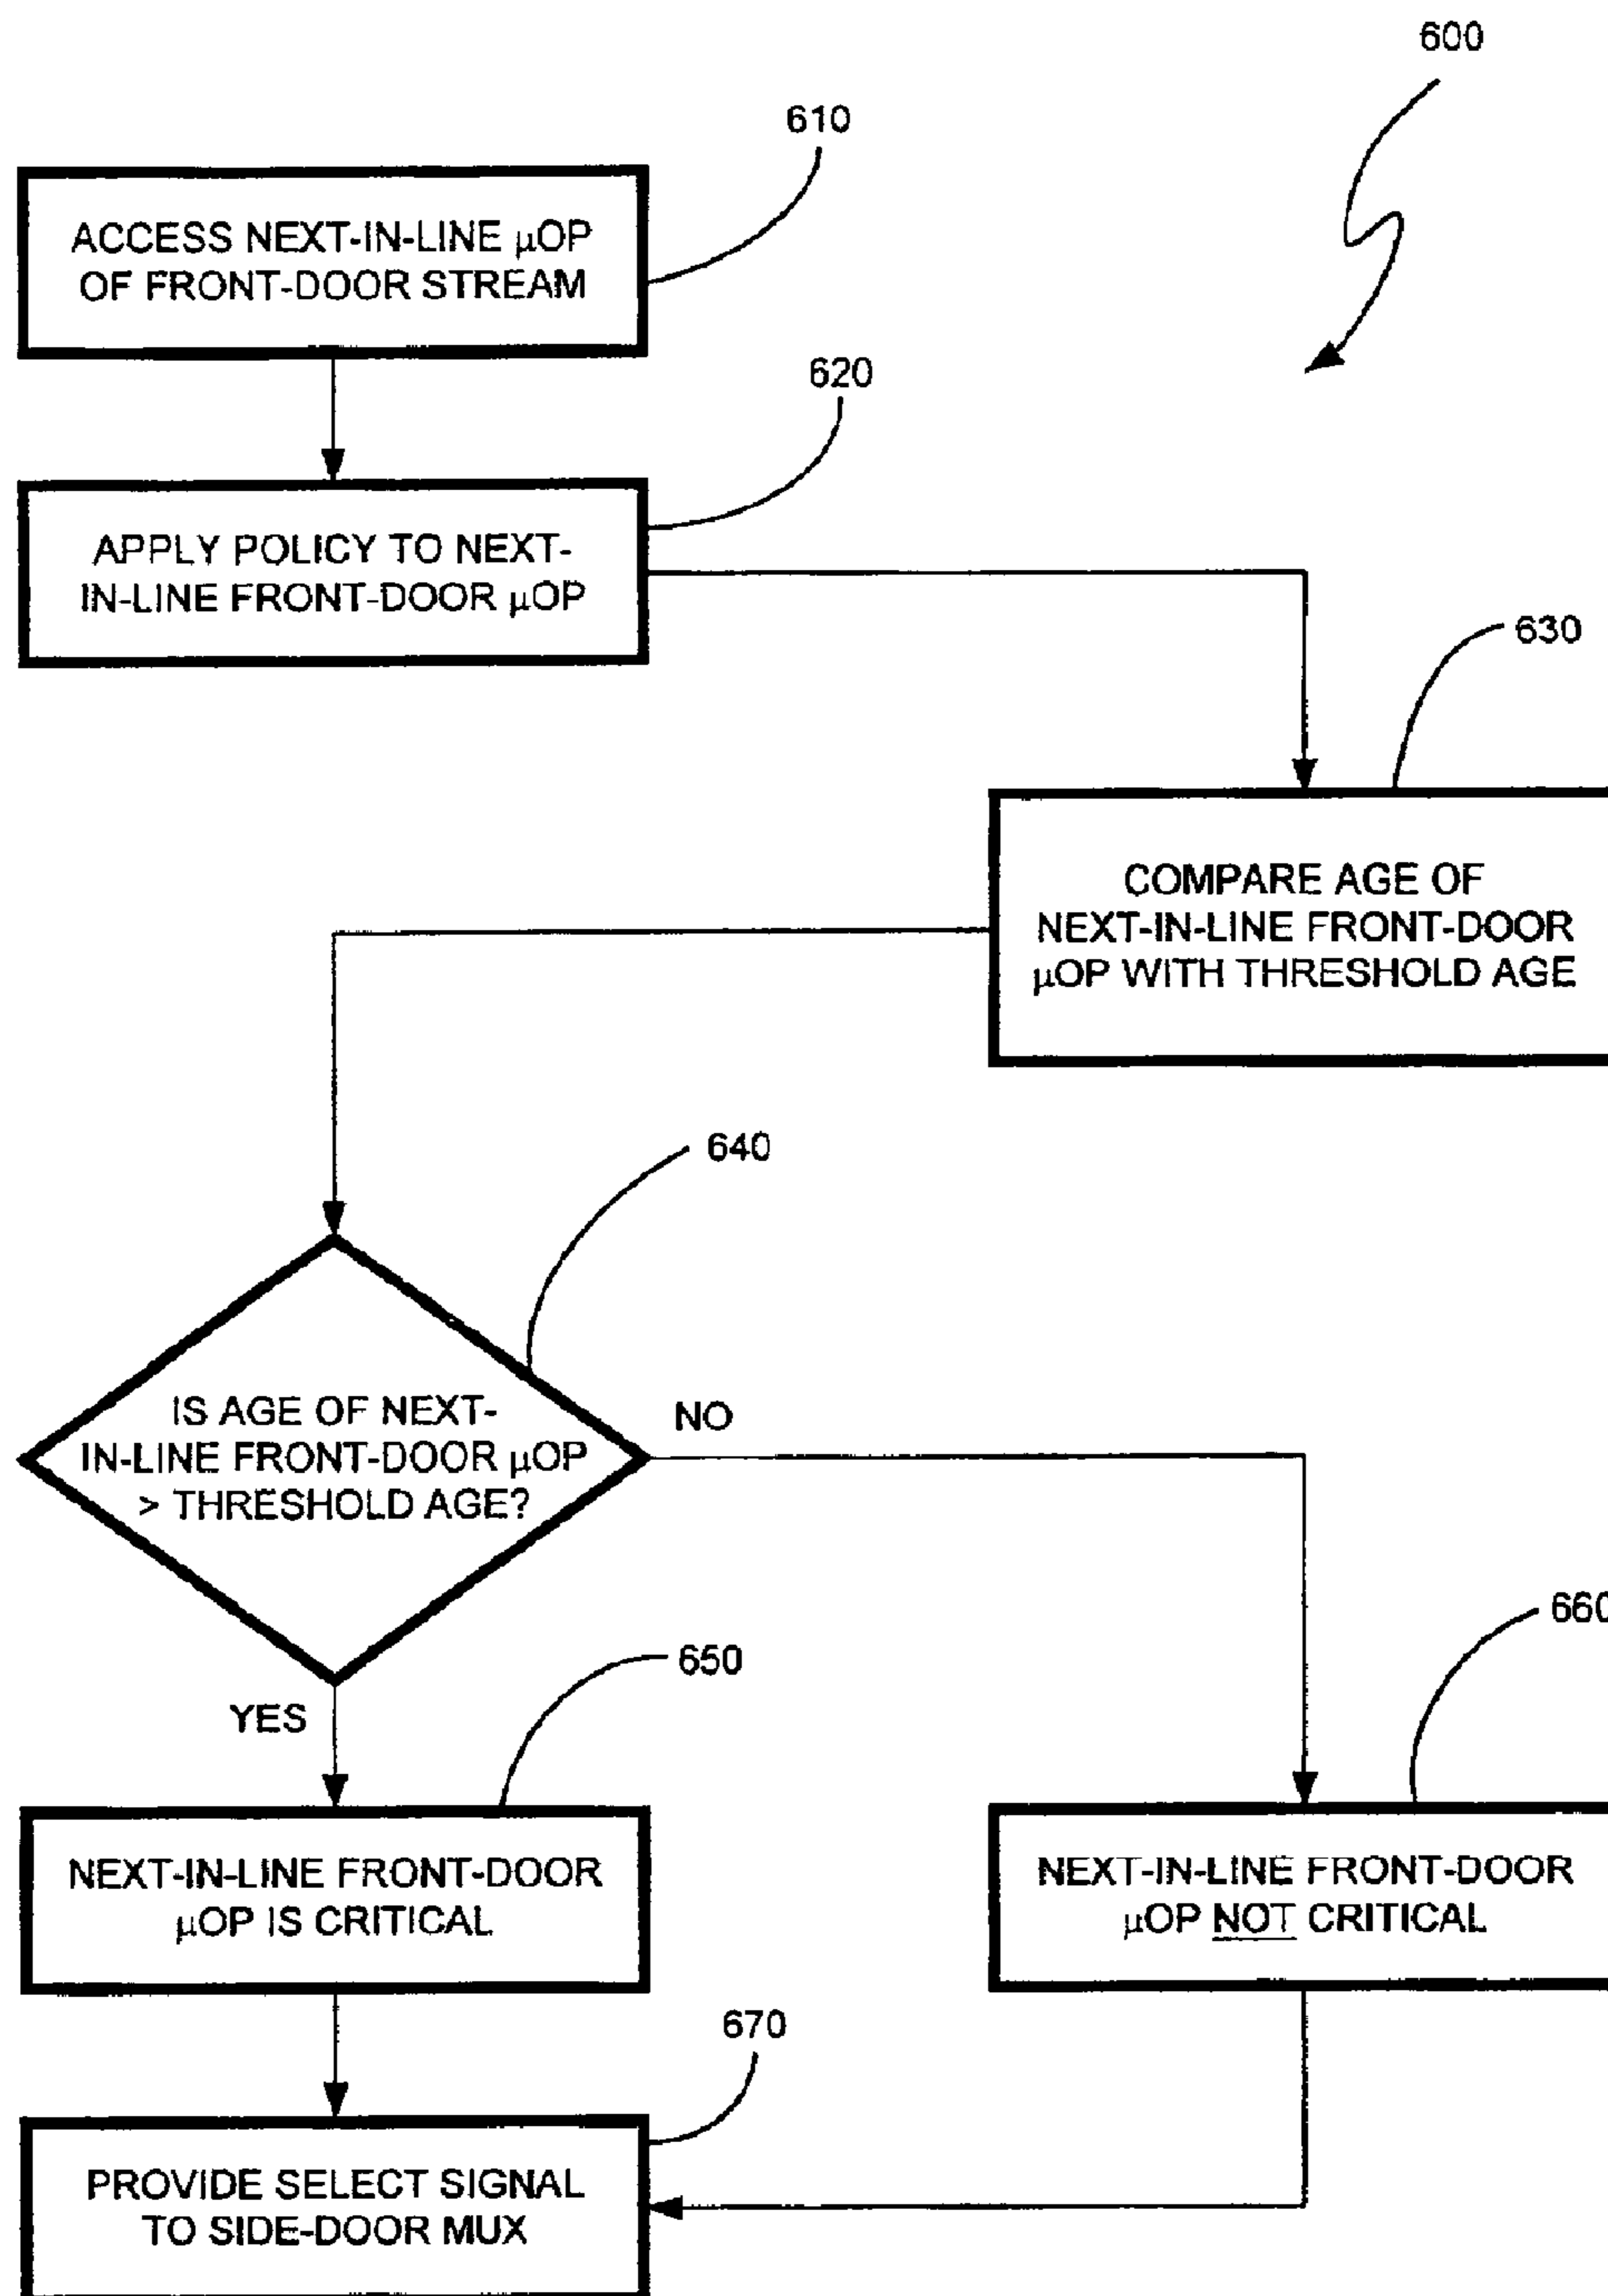 600
610
ACCESS NEXT-IN-LINE µOP
OF FRONT-DOOR STREAM
620
APPLY POLICY TO NEXT-
IN-LINE FRONT-DOOR µOP
630
COMPARE AGE OF
NEXT-IN-LINE FRONT-DOOR
µOP WITH THRESHOLD AGE
640
IS AGE OF NEXT-
IN-LINE FRONT-DOOR µOP
> THRESHOLD AGE?
NO
YES
650
NEXT-IN-LINE FRONT-DOOR
µOP IS CRITICAL
660
NEXT-IN-LINE FRONT-DOOR
µOP NOT CRITICAL
670
PROVIDE SELECT SIGNAL
TO SIDE-DOOR MUX